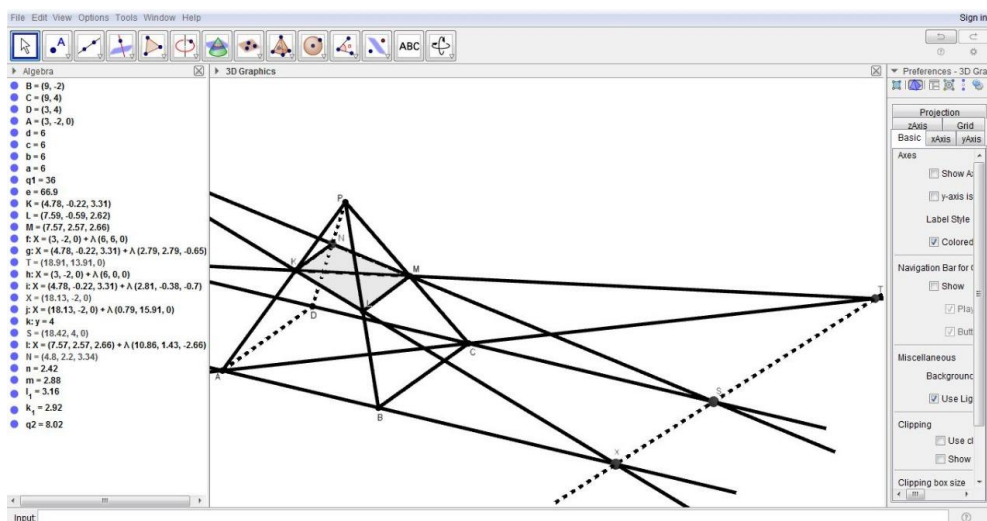 File Edit View Options Tools Window Help
Sign in
ABC
Algebra
3D Graphics
Preferences - 3D Gra
B = (9, -2)
C = (9, 4)
D = (3, 4)
A = (3, -2, 0)
d = 6
c = 6
b = 6
a = 6
q1 = 36
e = 66.9
K = (4.78, -0.22, 3.31)
L = (7.59, -0.59, 2.62)
M = (7.57, 2.57, 2.66)
f: X = (3, -2, 0) + λ (6, 6, 0)
g: X = (4.78, -0.22, 3.31) + λ (2.79, 2.79, -0.65)
T = (18.91, 13.91, 0)
h: X = (3, -2, 0) + λ (6, 0, 0)
i: X = (4.78, -0.22, 3.31) + λ (2.81, -0.38, -0.7)
X = (18.13, -2, 0)
j: X = (18.13, -2, 0) + λ (0.79, 15.91, 0)
k: y = 4
S = (18.42, 4, 0)
l: X = (7.57, 2.57, 2.66) + λ (10.86, 1.43, -2.66)
N = (4.8, 2.2, 3.34)
n = 2.42
m = 2.88
l1 = 3.16
k1 = 2.92
q2 = 8.02
P
N
K
M
T
L
D
C
A
S
B
X
Projection
zAxis Grid
Basic xAxis yAxis
Axes
Show A
y-axis is
Label Style
Colored
Navigation Bar for
Show
Play
Butt
Miscellaneous
Background
Use Lig
Clipping
Use cl
Show
Clipping box size
Input: